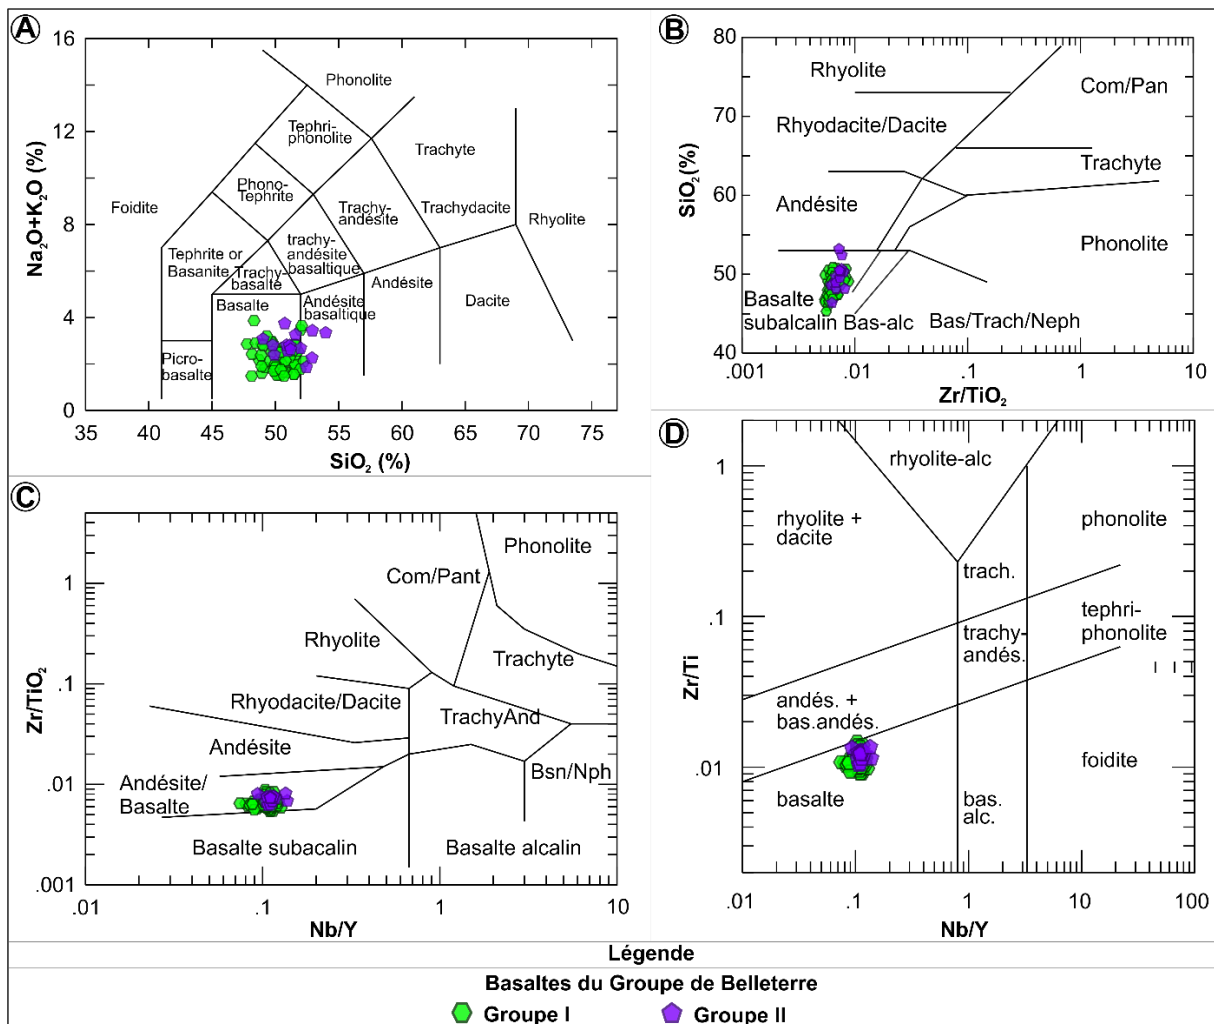 A
Na₂O+K₂O (%)
16
12
8
4
0
35
45
55
65
75
SiO₂ (%)
Phonolite
Tephri-
phonolite
Trachyte
Phono-
Tephrite
Foidite
Trachy-
andésite
Trachydacite
Rhyolite
Tephrite or
Basanite
trachy-
andésite
basaltique
Trachy-
basalte
Andésite
Basalte
Andésite
basaltique
Dacite
Picro-
basalte
B
SiO₂(%)
80
70
60
50
40
.001
.01
.1
1
10
Zr/TiO₂
Rhyolite
Com/Pan
Rhyodacite/Dacite
Trachyte
Andésite
Phonolite
Basalte
subalcalin
Bas-alc
Bas/Trach/Neph
C
Zr/TiO₂
1
.1
.01
.001
.01
.1
1
10
Nb/Y
Phonolite
Com/Pant
Rhyolite
Trachyte
Rhyodacite/Dacite
TrachyAnd
Andésite
Bsn/Nph
Andésite/
Basalte
Basalte subacalin
Basalte alcalin
D
Zr/Ti
1
.1
.01
.01
.1
1
10
100
Nb/Y
rhyolite-alc
rhyolite +
dacite
phonolite
trach.
tephri-
phonolite
trachy-
andés.
andés. +
bas.andés.
foidite
basalte
bas.
alc.
Légende
Basaltes du Groupe de Belleterre
Groupe I
Groupe II